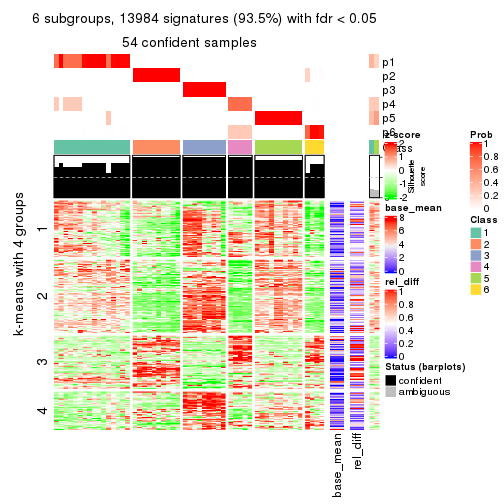 6 subgroups, 13984 signatures (93.5%) with fdr < 0.05
54 confident samples
p1
p2
p3
p4
p5
p6
Class
k-means with 4 groups
1
2
3
4
Silhouette
score
z-score
2
1
0
-1
-2
base_mean
8
6
4
2
0
rel_diff
1
0.8
0.6
0.4
0.2
0
Status (barplots)
confident
ambiguous
Prob
1
0.8
0.6
0.4
0.2
0
Class
1
2
3
4
5
6
base_mean
rel_diff